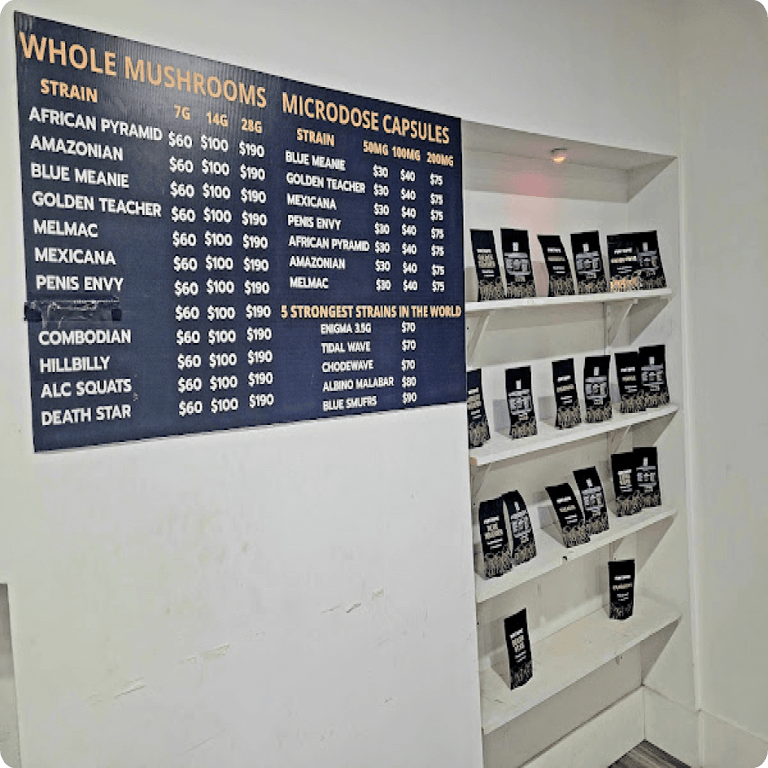 WHOLE MUSHROOMS
STRAIN 7G 14G 28G
AFRICAN PYRAMID $60 $100 $190
AMAZONIAN $60 $100 $190
BLUE MEANIE $60 $100 $190
GOLDEN TEACHER $60 $100 $190
MELMAC $60 $100 $190
MEXICANA $60 $100 $190
PENIS ENVY $60 $100 $190
$60 $100 $190
COMBODIAN $60 $100 $190
HILLBILLY $60 $100 $190
ALC SQUATS $60 $100 $190
DEATH STAR $60 $100 $190
MICRODOSE CAPSULES
STRAIN 50MG 100MG 200MG
BLUE MEANIE $30 $40 $75
GOLDEN TEACHER $30 $40 $75
MEXICANA $30 $40 $75
PENIS ENVY $30 $40 $75
AFRICAN PYRAMID $30 $40 $75
AMAZONIAN $30 $40 $75
MELMAC $30 $40 $75
5 STRONGEST STRAINS IN THE WORLD
ENIGMA 3.5G $70
TIDAL WAVE $70
CHODEWAVE $70
ALBINO MALABAR $80
BLUE SMUFRS $90